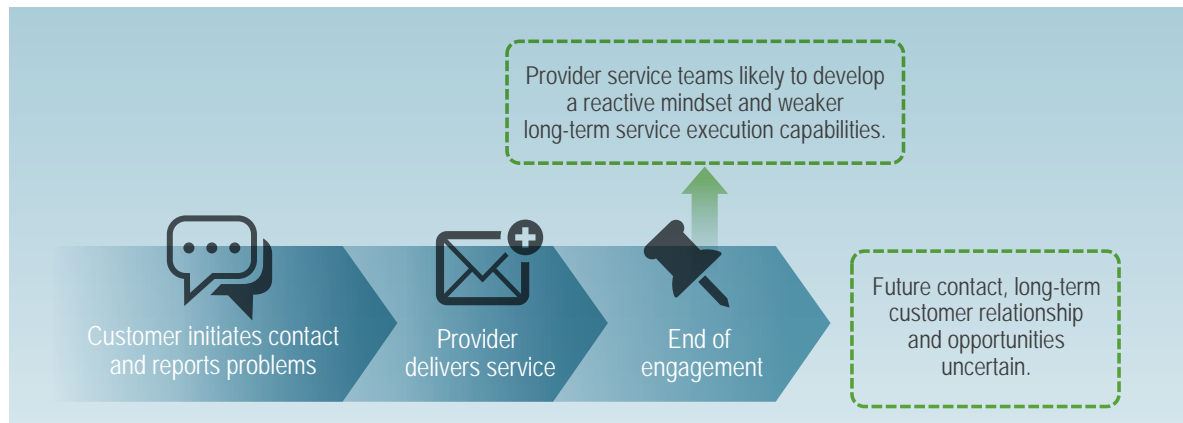 Provider service teams likely to develop
a reactive mindset and weaker
long-term service execution capabilities.
Customer initiates contact
and reports problems
Provider
delivers service
End of
engagement
Future contact, long-term
customer relationship
and opportunities
uncertain.